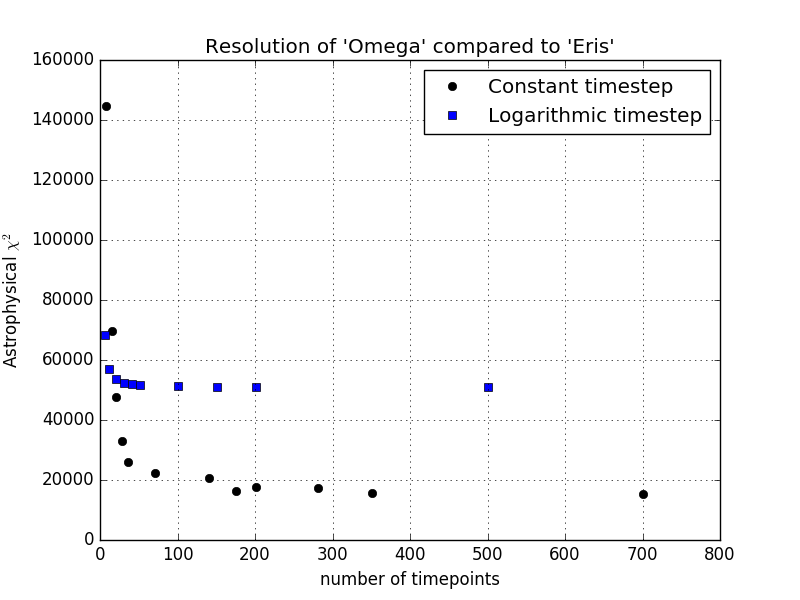 Resolution of 'Omega' compared to 'Eris'
160000
140000
120000
100000
80000
60000
40000
20000
0
Astrophysical χ²
Constant timestep
Logarithmic timestep
0 100 200 300 400 500 600 700 800
number of timepoints